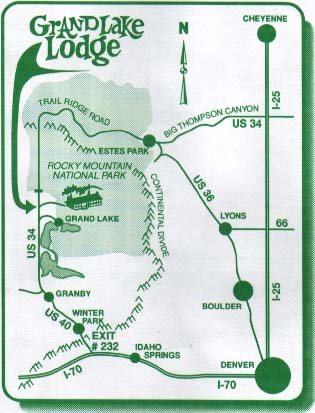 GRAND LAKE
LODGE
N
CHEYENNE
TRAIL RIDGE ROAD
BIG THOMPSON CANYON
I-25
US 34
ESTES PARK
ROCKY MOUNTAIN
NATIONAL PARK
CONTINENTAL DIVIDE
US 36
GRAND LAKE
LYONS
66
US 34
GRANBY
I-25
BOULDER
US 40
WINTER
PARK
EXIT
# 232
IDAHO
SPRINGS
DENVER
I-70
I-70